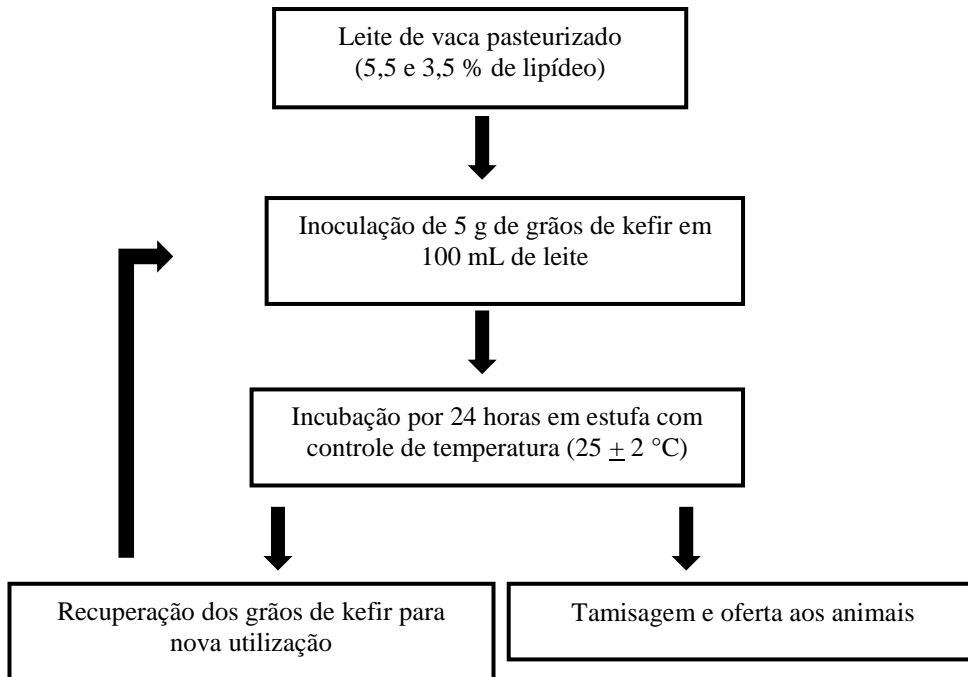 Leite de vaca pasteurizado
(5,5 e 3,5 % de lipídeo)
Inoculação de 5 g de grãos de kefir em
100 mL de leite
Incubação por 24 horas em estufa com
controle de temperatura (25 ± 2 °C)
Recuperação dos grãos de kefir para
nova utilização
Tamisagem e oferta aos animais